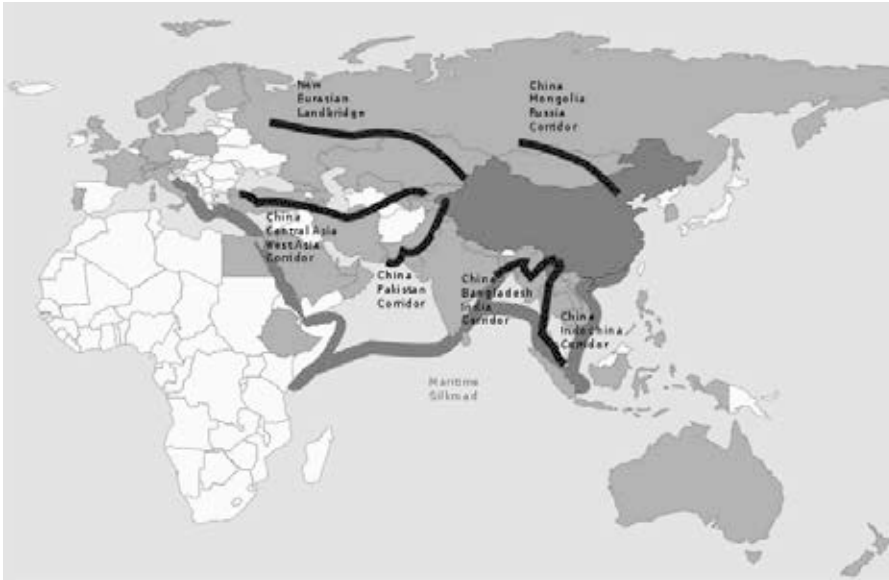 New
Eurasian
Landbridge
China
Mongolia
Russia
Corridor
China
Central Asia
West Asia
Corridor
China
Pakistan
Corridor
China
Bangladesh
India
Corridor
China
Indochina
Corridor
Maritime
Silkroad